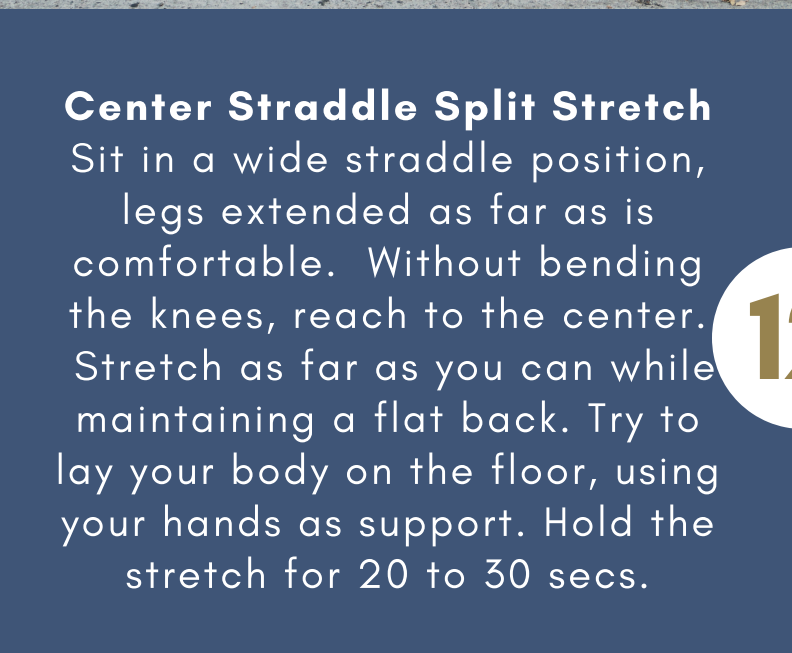 Center Straddle Split Stretch
Sit in a wide straddle position,
legs extended as far as is
comfortable.  Without bending
the knees, reach to the center.
Stretch as far as you can while
maintaining a flat back. Try to
lay your body on the floor, using
your hands as support. Hold the
stretch for 20 to 30 secs.